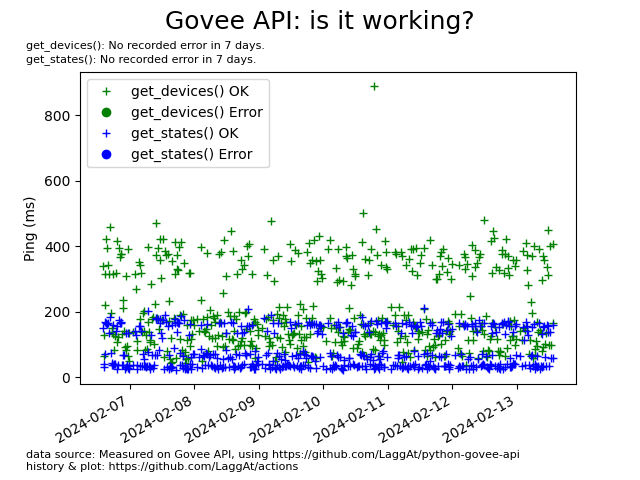 Govee API: is it working?
get_devices(): No recorded error in 7 days.
get_states(): No recorded error in 7 days.
get_devices() OK
get_devices() Error
get_states() OK
get_states() Error
Ping (ms)
800
600
400
200
0
2024-02-07
2024-02-08
2024-02-09
2024-02-10
2024-02-11
2024-02-12
2024-02-13
data source: Measured on Govee API, using https://github.com/LaggAt/python-govee-api
history & plot: https://github.com/LaggAt/actions